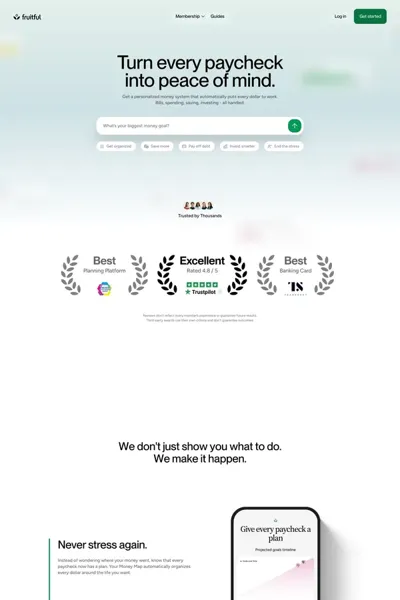 fruitful
Membership
Guides
Log in
Get started
Turn every paycheck
into peace of mind.
Get a personalized money system that automatically puts every dollar to work.
Bills, spending, saving, investing - all handled.
What's your biggest money goal?
Get organized
Save more
Pay off debt
Invest smarter
End the stress
Trusted by Thousands
Best
Planning Platform
Excellent
Rated 4.8 / 5
Trustpilot
Best
Banking Card
TS
We don't just show you what to do.
We make it happen.
Never stress again.
Instead of wondering where your money went, know that every
paycheck now has a plan. Your Money Map automatically organizes
every dollar around the life you want.
Give every paycheck a
plan
Projected goals timeline